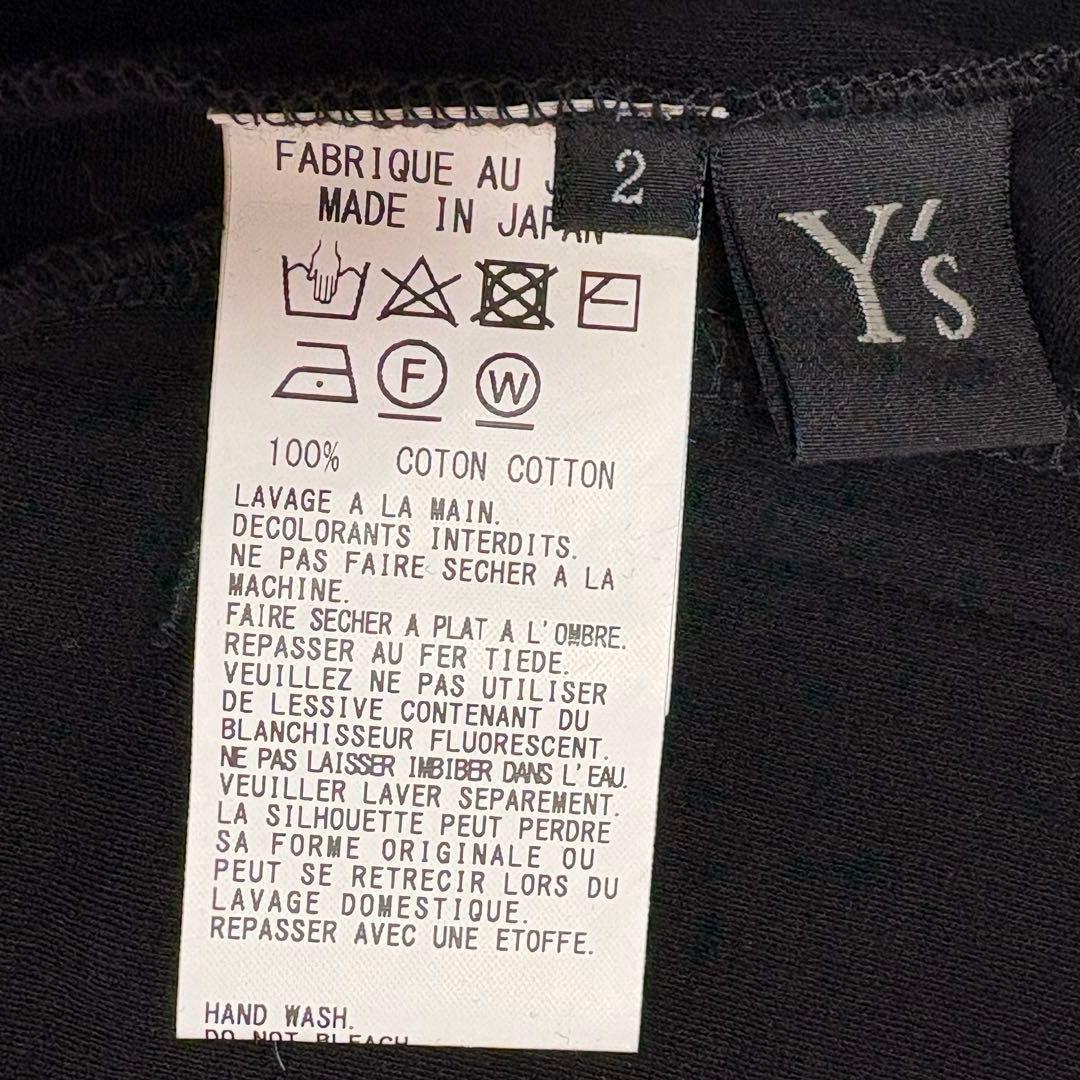 FABRIQUE AU J
MADE IN JAPAN
2
Y's
F
W
100% COTON COTTON
LAVAGE A LA MAIN.
DECOLORANTS INTERDITS.
NE PAS FAIRE SECHER A LA
MACHINE.
FAIRE SECHER A PLAT A L'OMBRE.
REPASSER AU FER TIEDE.
VEUILLEZ NE PAS UTILISER
DE LESSIVE CONTENANT DU
BLANCHISSEUR FLUORESCENT.
NE PAS LAISSER IMBIBER DANS L'EAU.
VEUILLER LAVER SEPAREMENT.
LA SILHOUETTE PEUT PERDRE
SA FORME ORIGINALE OU
PEUT SE RETRECIR LORS DU
LAVAGE DOMESTIQUE.
REPASSER AVEC UNE ETOFFE.
HAND WASH.
DO NOT BLEACH